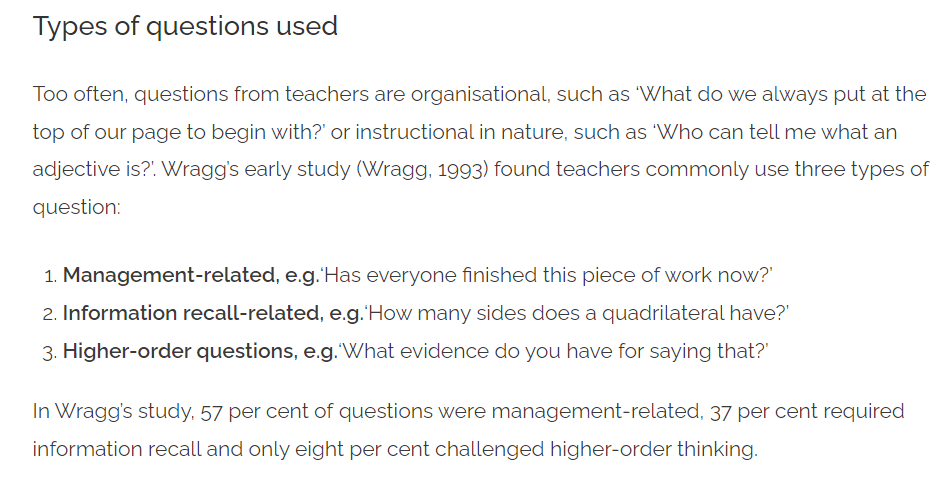 Types of questions used
Too often, questions from teachers are organisational, such as ‘What do we always put at the
top of our page to begin with?’ or instructional in nature, such as ‘Who can tell me what an
adjective is?’. Wragg’s early study (Wragg, 1993) found teachers commonly use three types of
question:
1. Management-related, e.g.‘Has everyone finished this piece of work now?’
2. Information recall-related, e.g.‘How many sides does a quadrilateral have?’
3. Higher-order questions, e.g.‘What evidence do you have for saying that?’
In Wragg’s study, 57 per cent of questions were management-related, 37 per cent required
information recall and only eight per cent challenged higher-order thinking.